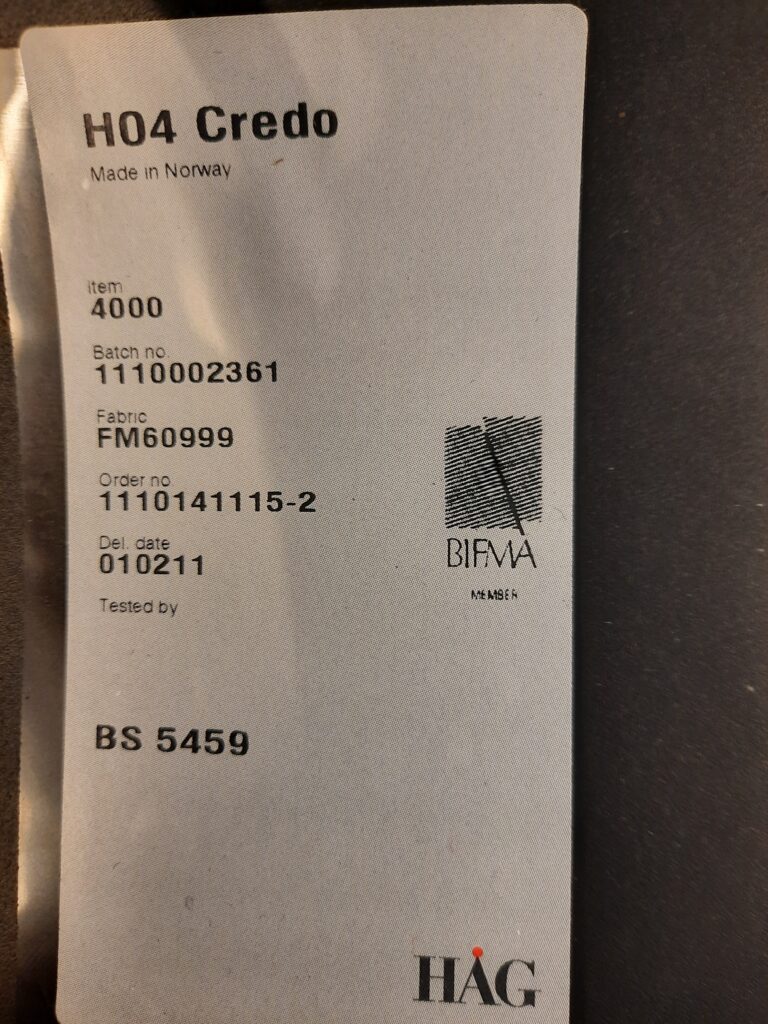 H04 Credo
Made in Norway
Item
4000
Batch no.
1110002361
Fabric
FM60999
Order no
1110141115-2
Del. date
010211
Tested by
BIFMA
MEMBER
BS 5459
HÅG